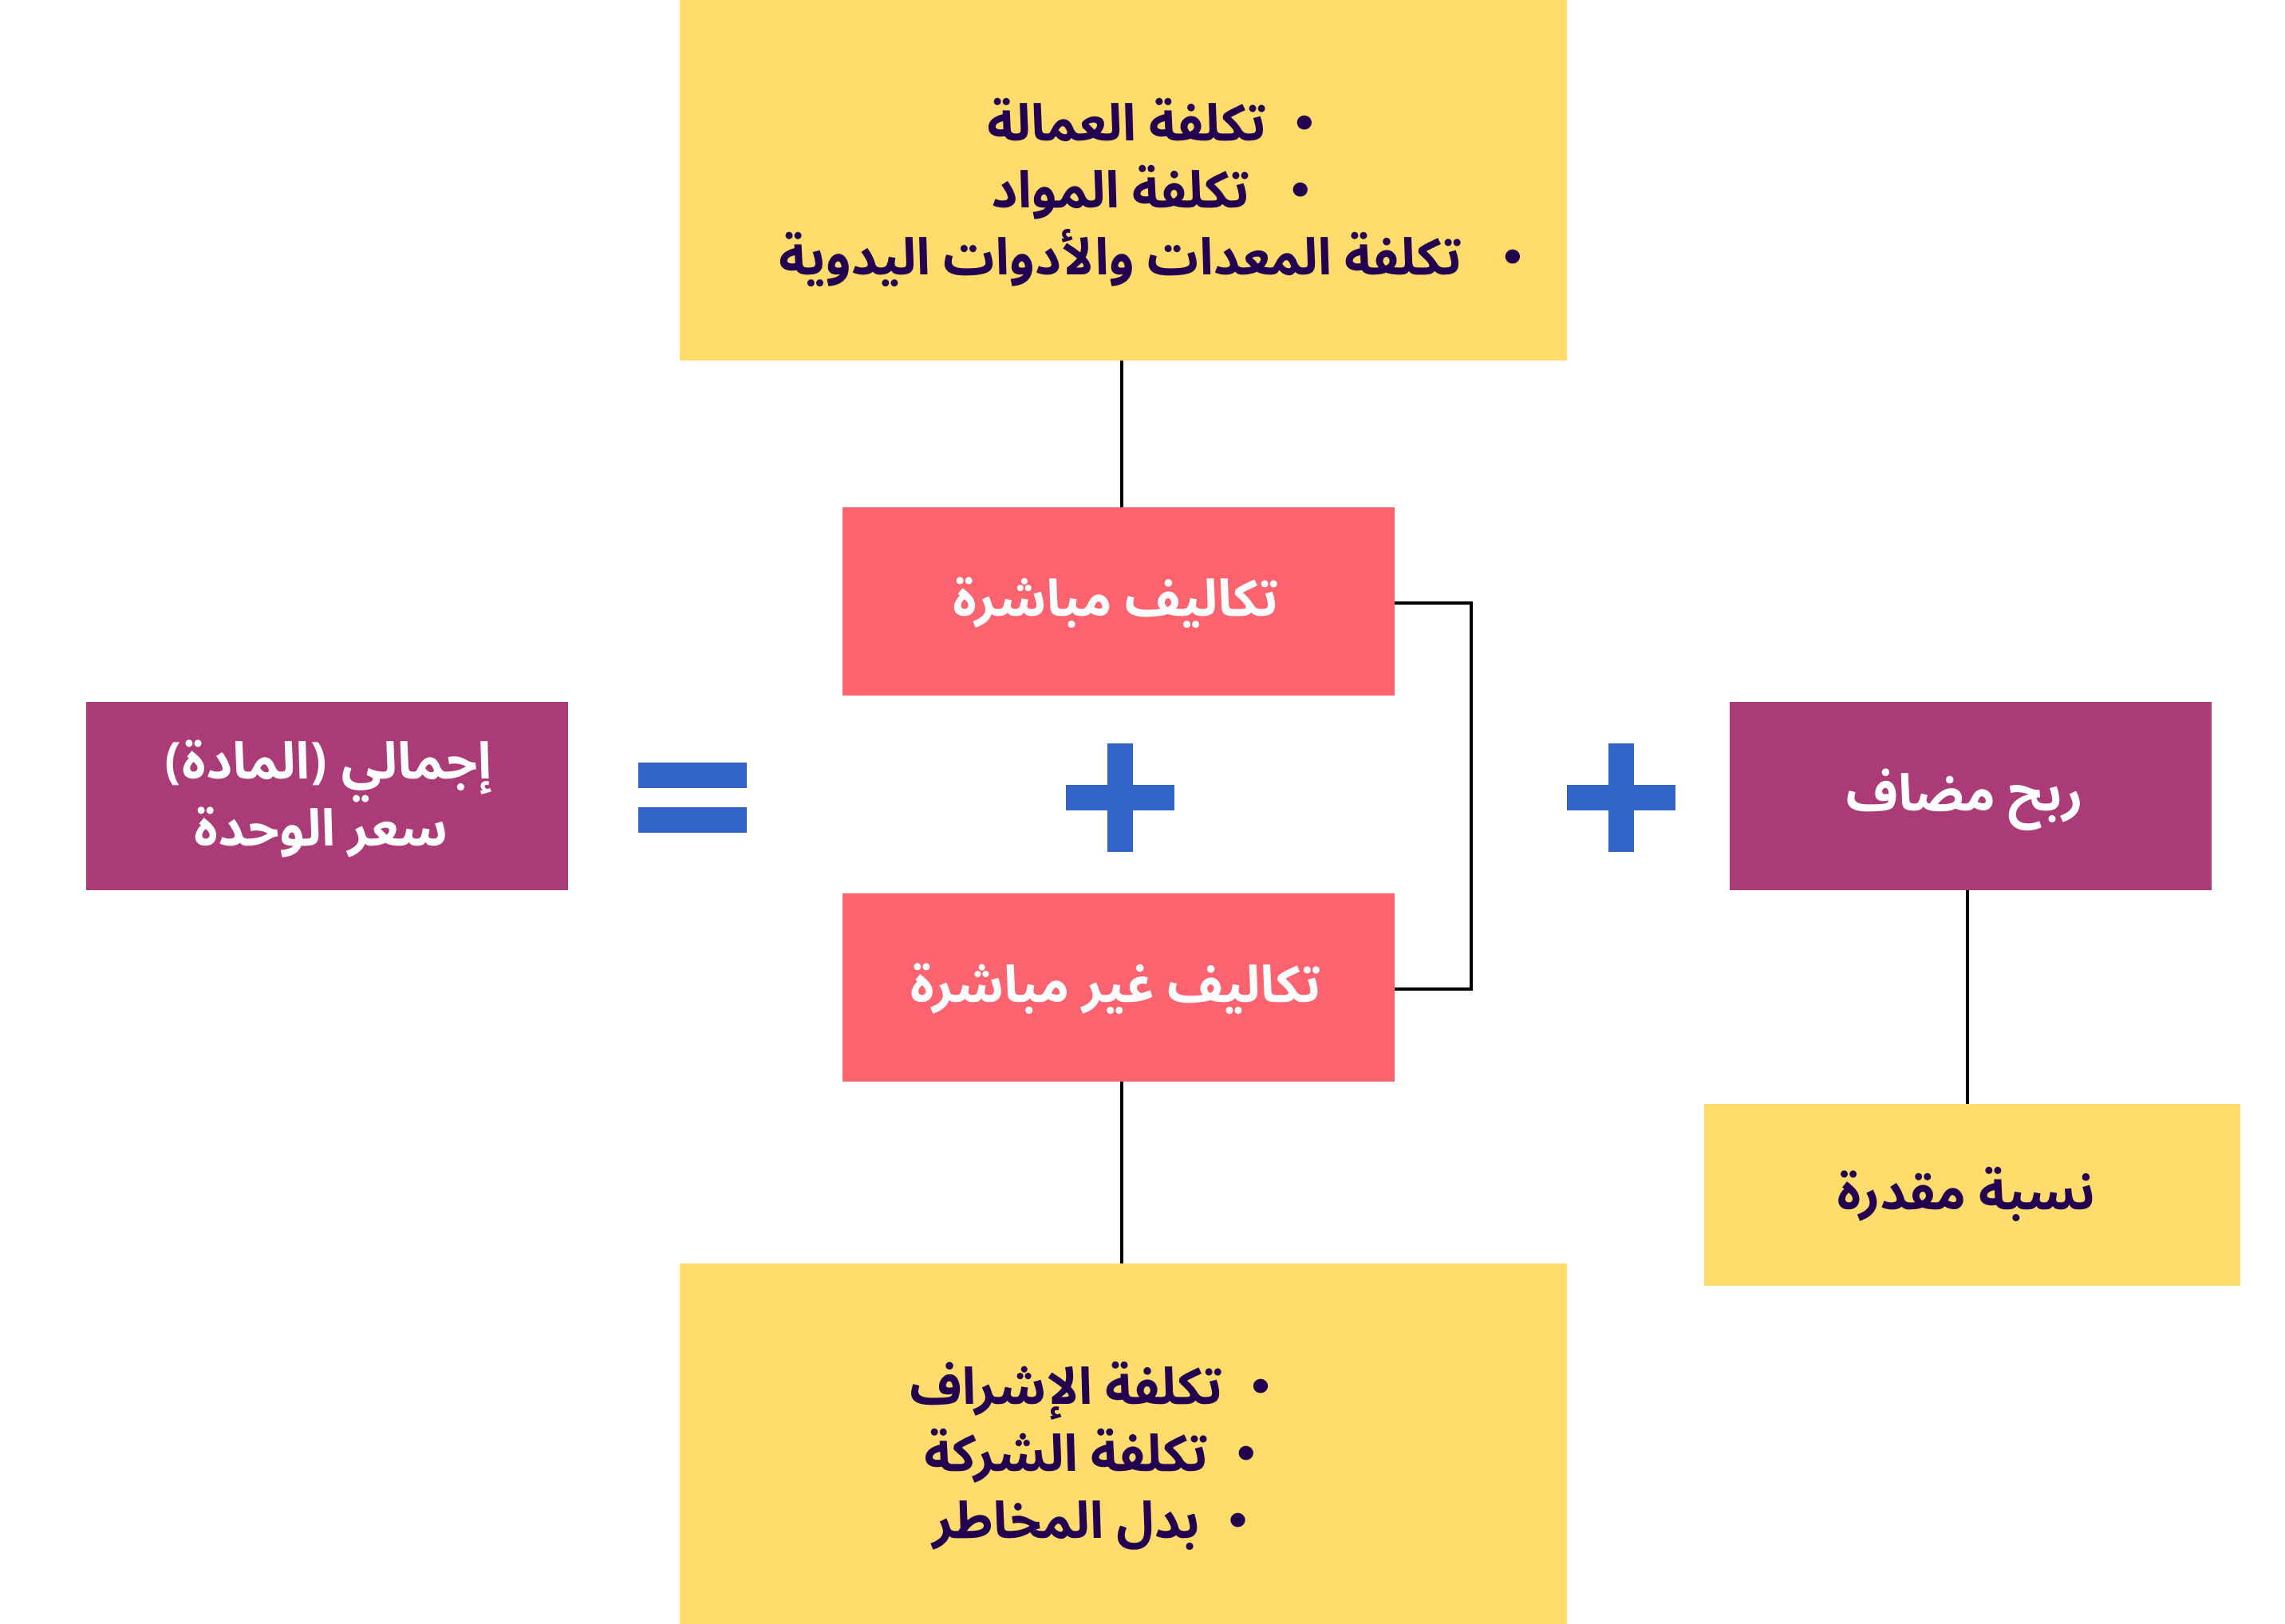 • تكلفة العمالة
• تكلفة المواد
• تكلفة المعدات والأدوات اليدوية
تكاليف مباشرة
ربح مضاف
+
+
=
إجمالي (المادة)
سعر الوحدة
تكاليف غير مباشرة
نسبة مقدرة
• تكلفة الإشراف
• تكلفة الشركة
• بدل المخاطر